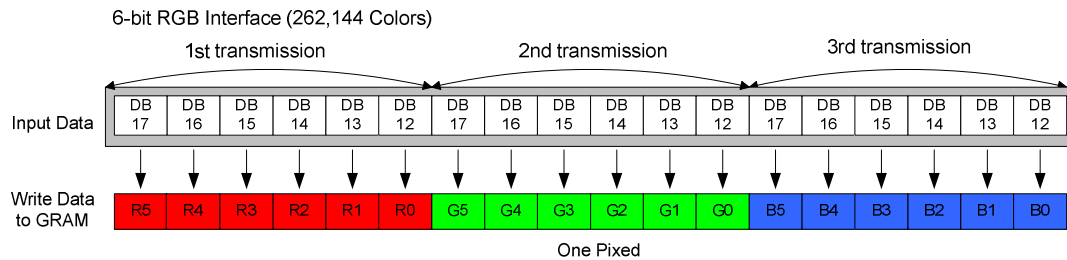 6-bit RGB Interface (262,144 Colors)
1st transmission 2nd transmission 3rd transmission
Input Data DB 17 DB 16 DB 15 DB 14 DB 13 DB 12 DB 17 DB 16 DB 15 DB 14 DB 13 DB 12 DB 17 DB 16 DB 15 DB 14 DB 13 DB 12
Write Data
to GRAM
R5 R4 R3 R2 R1 R0 G5 G4 G3 G2 G1 G0 B5 B4 B3 B2 B1 B0
One Pixed